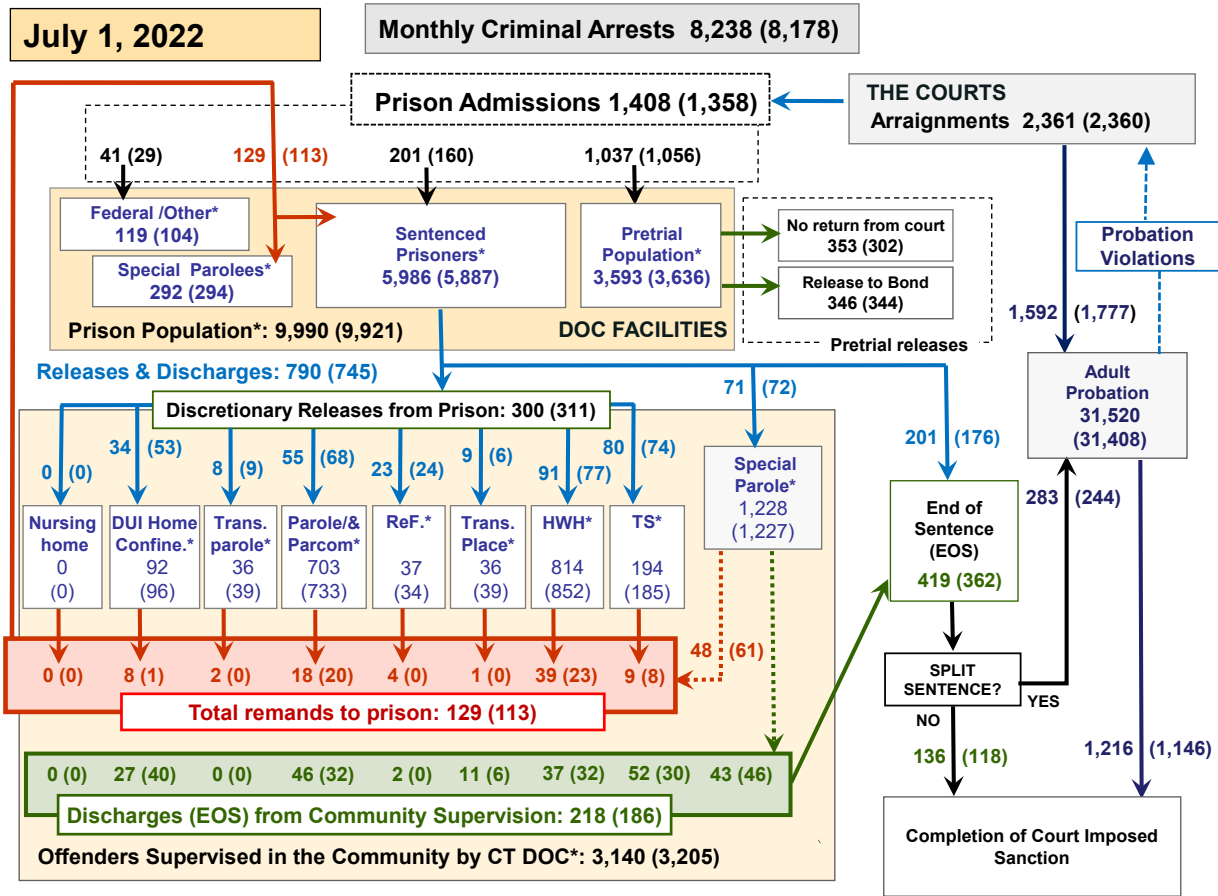 July 1, 2022
Monthly Criminal Arrests 8,238 (8,178)
Prison Admissions 1,408 (1,358)
THE COURTS
Arraignments 2,361 (2,360)
41 (29)
129 (113)
201 (160)
1,037 (1,056)
Federal /Other*
119 (104)
Special Parolees*
292 (294)
Sentenced
Prisoners*
5,986 (5,887)
Pretrial
Population*
3,593 (3,636)
No return from court
353 (302)
Release to Bond
346 (344)
Pretrial releases
Probation
Violations
Prison Population*: 9,990 (9,921)
DOC FACILITIES
1,592 (1,777)
Releases & Discharges: 790 (745)
71 (72)
Adult
Probation
31,520
(31,408)
Discretionary Releases from Prison: 300 (311)
0 (0)
34 (53)
8 (9)
55 (68)
23 (24)
9 (6)
91 (77)
80 (74)
201 (176)
283 (244)
Nursing
home
0
(0)
DUI Home
Confine.*
92
(96)
Trans.
parole*
36
(39)
Parole/&
Parcom*
703
(733)
ReF.*
37
(34)
Trans.
Place*
36
(39)
HWH*
814
(852)
TS*
194
(185)
Special
Parole*
1,228
(1,227)
End of
Sentence
(EOS)
419 (362)
0 (0)
8 (1)
2 (0)
18 (20)
4 (0)
1 (0)
39 (23)
9 (8)
48 (61)
Total remands to prison: 129 (113)
SPLIT
SENTENCE?
YES
NO
136 (118)
1,216 (1,146)
0 (0)
27 (40)
0 (0)
46 (32)
2 (0)
11 (6)
37 (32)
52 (30)
43 (46)
Discharges (EOS) from Community Supervision: 218 (186)
Offenders Supervised in the Community by CT DOC*: 3,140 (3,205)
Completion of Court Imposed
Sanction